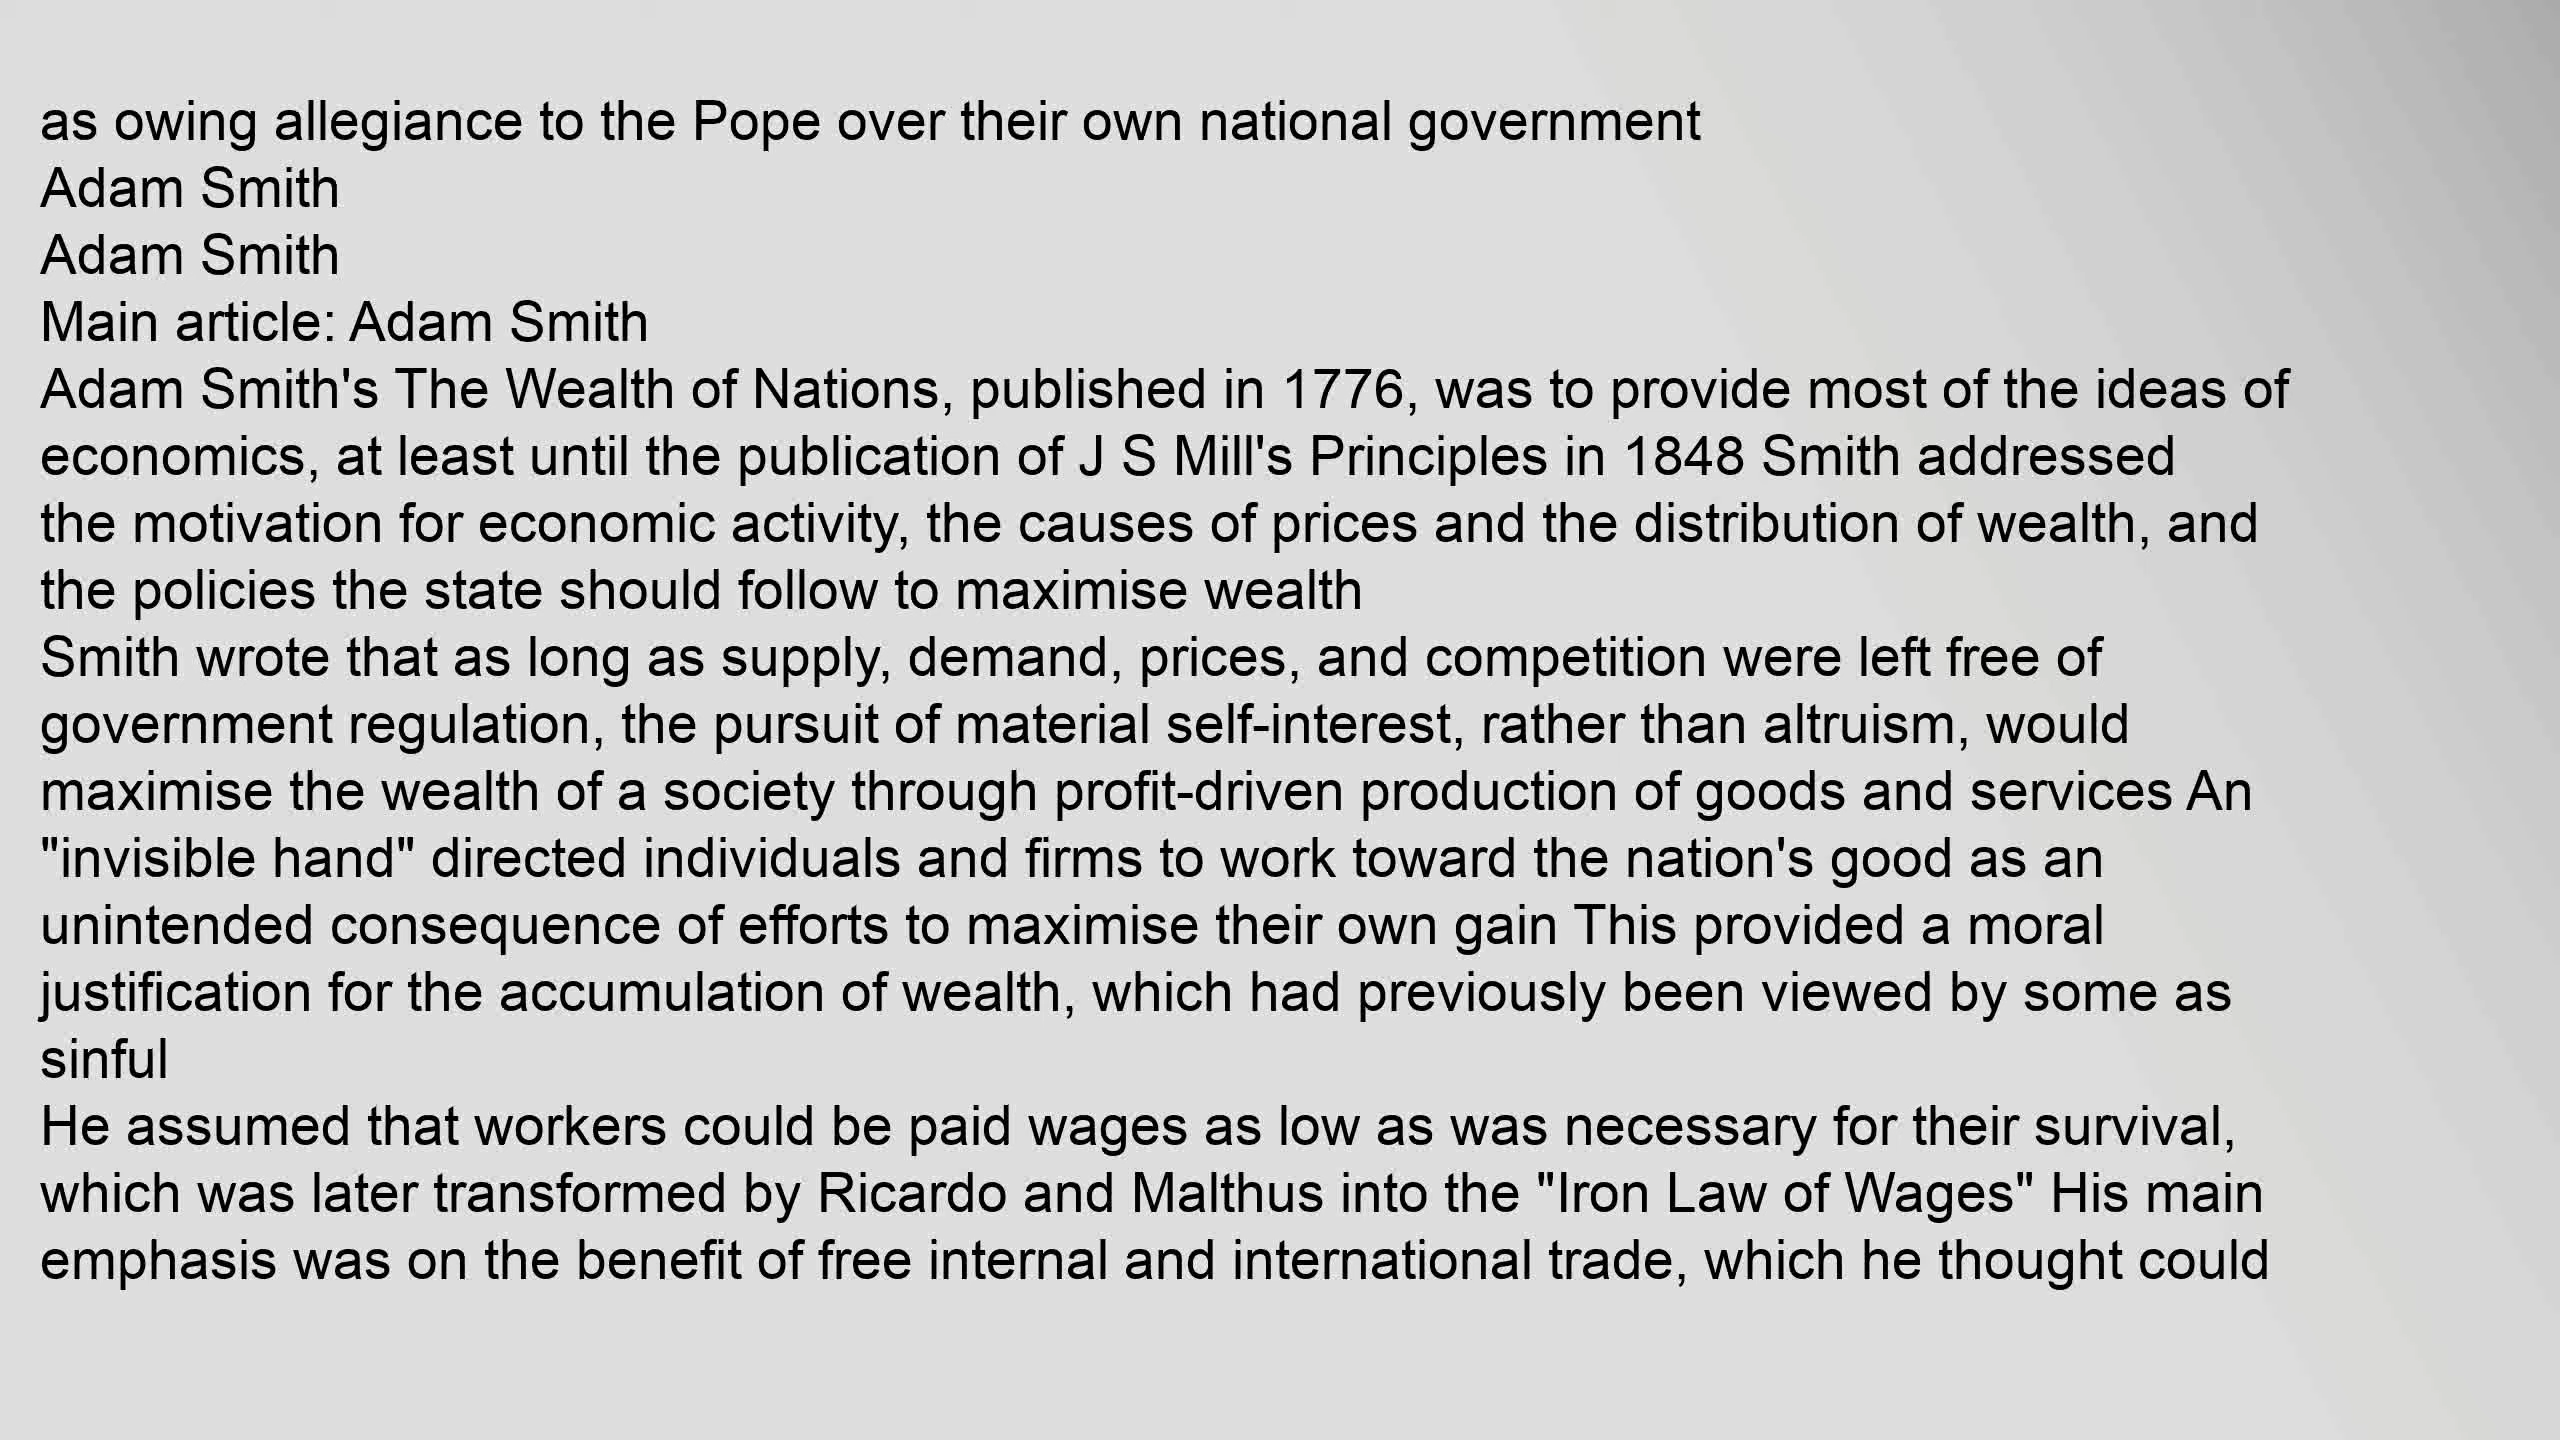 as owing allegiance to the Pope over their own national government
Adam Smith
Adam Smith
Main article: Adam Smith
Adam Smith's The Wealth of Nations, published in 1776, was to provide most of the ideas of
economics, at least until the publication of J S Mill's Principles in 1848 Smith addressed
the motivation for economic activity, the causes of prices and the distribution of wealth, and
the policies the state should follow to maximise wealth
Smith wrote that as long as supply, demand, prices, and competition were left free of
government regulation, the pursuit of material self-interest, rather than altruism, would
maximise the wealth of a society through profit-driven production of goods and services An
"invisible hand" directed individuals and firms to work toward the nation's good as an
unintended consequence of efforts to maximise their own gain This provided a moral
justification for the accumulation of wealth, which had previously been viewed by some as
sinful
He assumed that workers could be paid wages as low as was necessary for their survival,
which was later transformed by Ricardo and Malthus into the "Iron Law of Wages" His main
emphasis was on the benefit of free internal and international trade, which he thought could